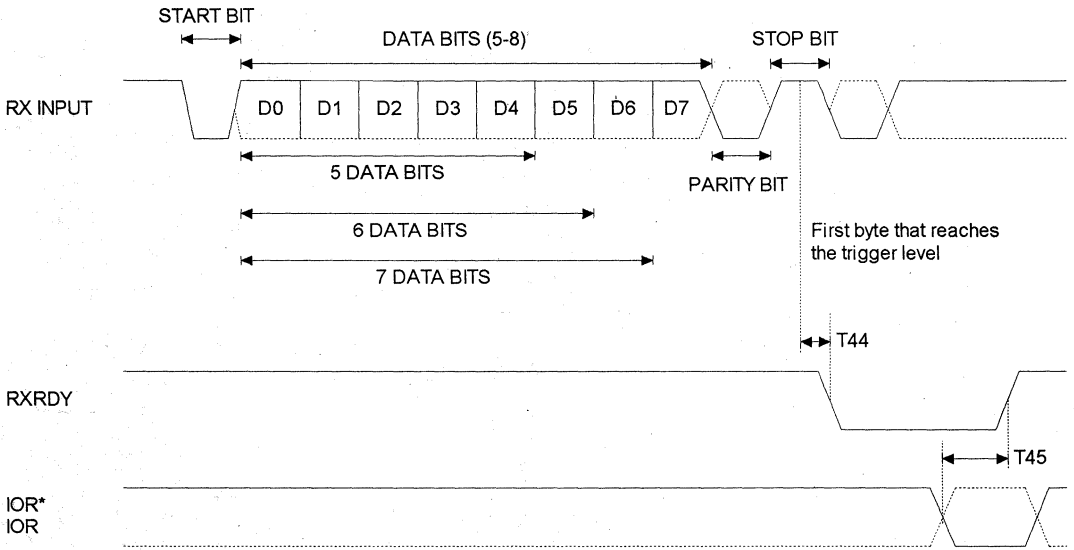 START BIT
DATA BITS (5-8)
STOP BIT
RX INPUT
D0 D1 D2 D3 D4 D5 D6 D7
5 DATA BITS
PARITY BIT
6 DATA BITS
First byte that reaches
the trigger level
7 DATA BITS
T44
RXRDY
T45
IOR*
IOR